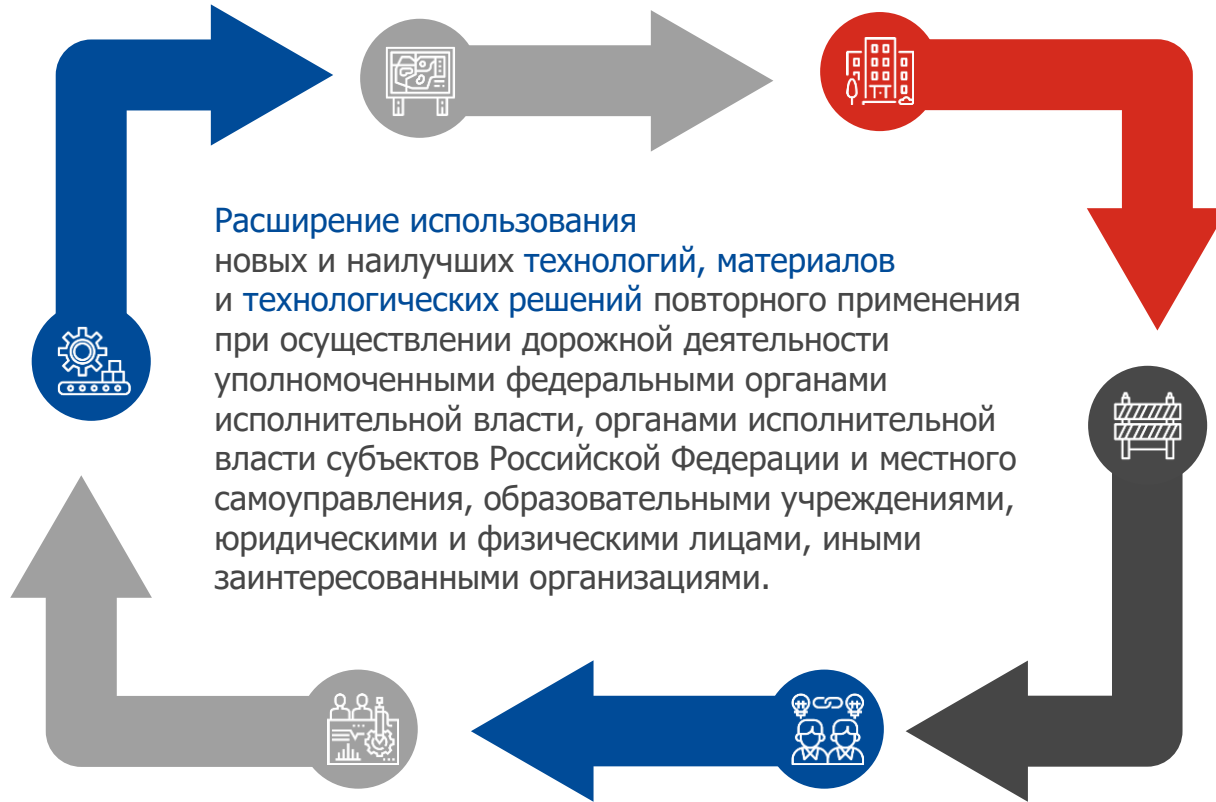 Расширение использования
новых и наилучших технологий, материалов
и технологических решений повторного применения
при осуществлении дорожной деятельности
уполномоченными федеральными органами
исполнительной власти, органами исполнительной
власти субъектов Российской Федерации и местного
самоуправления, образовательными учреждениями,
юридическими и физическими лицами, иными
заинтересованными организациями.